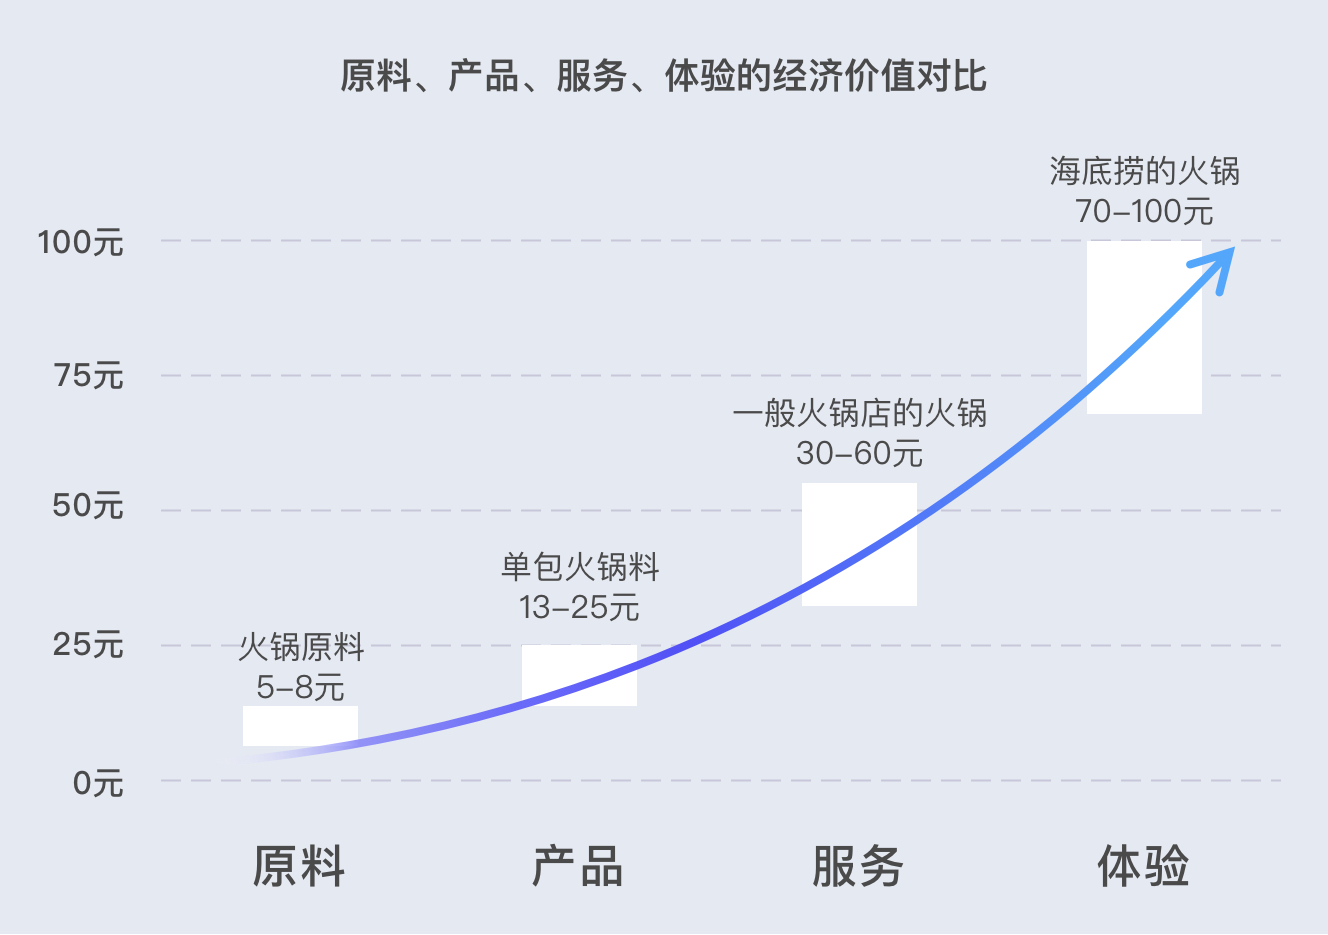 原料、产品、服务、体验的经济价值对比
海底捞的火锅
70–100元
100元
75元
一般火锅店的火锅
30–60元
50元
单包火锅料
13–25元
25元
火锅原料
5–8元
0元
原料
产品
服务
体验